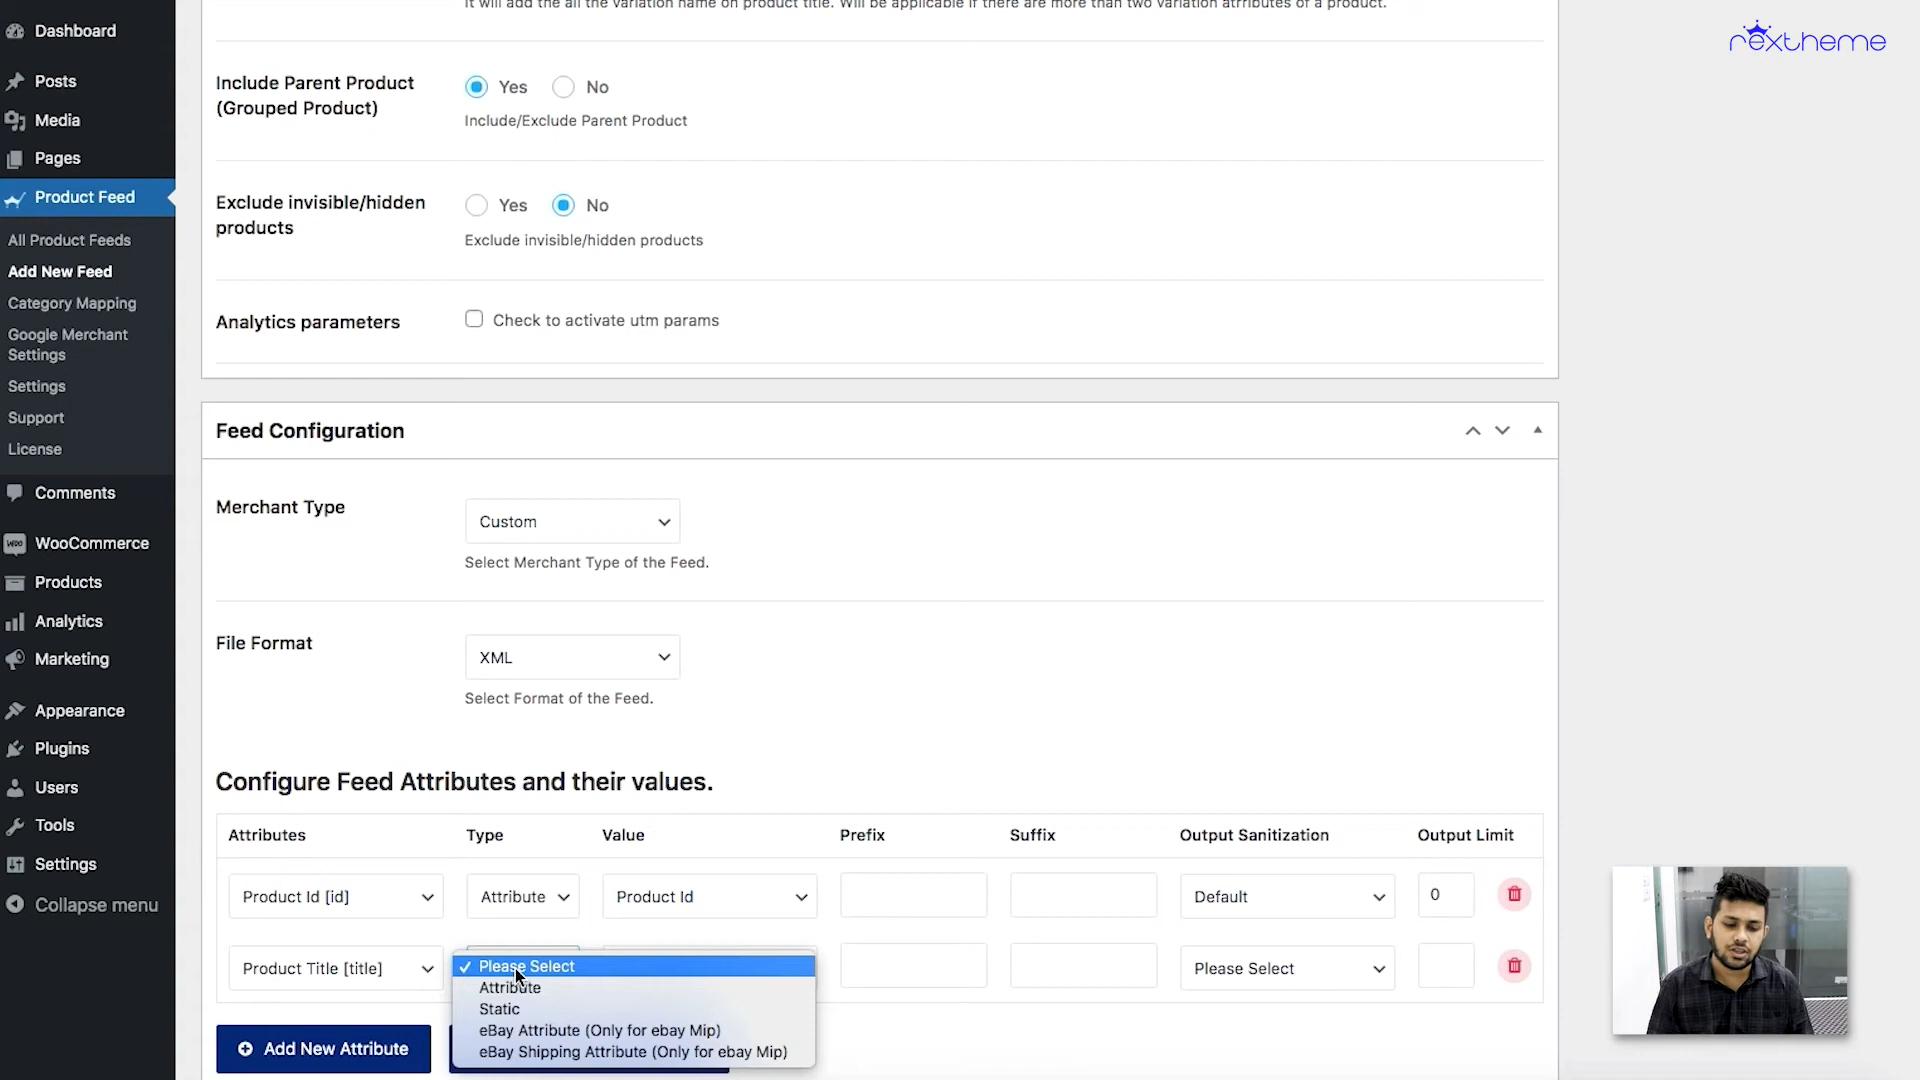 It will add the all the variation name on product title. Will be applicable if there are more than two variation attributes of a product.
rextheme
Dashboard
Posts
Media
Pages
Product Feed
All Product Feeds
Add New Feed
Category Mapping
Google Merchant
Settings
Settings
Support
License
Comments
WooCommerce
Products
Analytics
Marketing
Appearance
Plugins
Users
Tools
Settings
Collapse menu
Include Parent Product
(Grouped Product)
Yes No
Include/Exclude Parent Product
Exclude invisible/hidden
products
Yes No
Exclude invisible/hidden products
Analytics parameters
Check to activate utm params
Feed Configuration
Merchant Type
Custom
Select Merchant Type of the Feed.
File Format
XML
Select Format of the Feed.
Configure Feed Attributes and their values.
Attributes Type Value Prefix Suffix Output Sanitization Output Limit
Product Id [id] Attribute Product Id Default 0
Product Title [title] Please Select Please Select
Attribute
Static
eBay Attribute (Only for ebay Mip)
eBay Shipping Attribute (Only for ebay Mip)
Add New Attribute